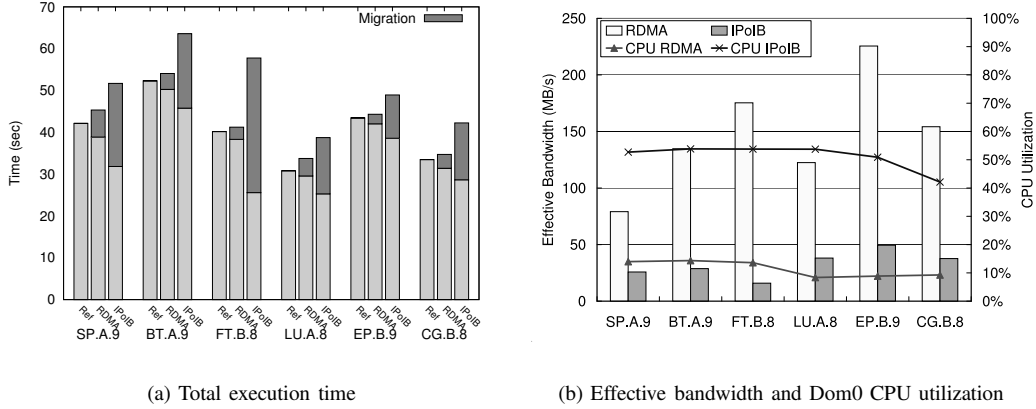 Migration
70
60
50
40
30
20
10
0
Time (sec)
Ref RDMA IPoIB Ref RDMA IPoIB Ref RDMA IPoIB Ref RDMA IPoIB Ref RDMA IPoIB Ref RDMA IPoIB
SP.A.9 BT.A.9 FT.B.8 LU.A.8 EP.B.9 CG.B.8
(a) Total execution time
RDMA IPoIB
CPU RDMA CPU IPoIB
250
200
150
100
50
0
Effective Bandwidth (MB/s)
100%
90%
80%
70%
60%
50%
40%
30%
20%
10%
0%
CPU Utilization
SP.A.9 BT.A.9 FT.B.8 LU.A.8 EP.B.9 CG.B.8
(b) Effective bandwidth and Dom0 CPU utilization